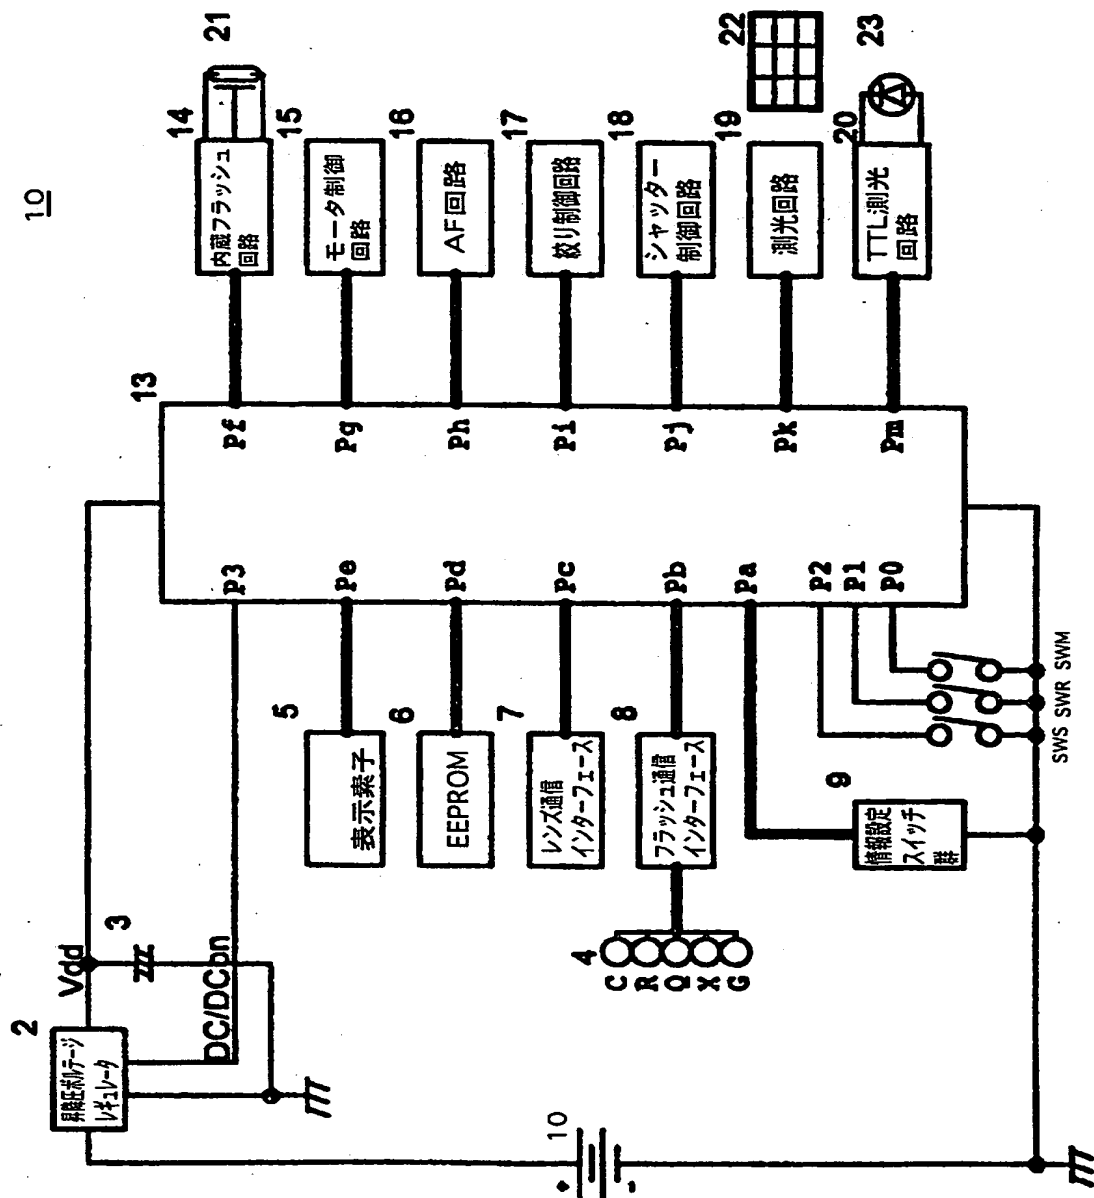 10
21
14
内蔵フラッシュ
回路
15
モータ制御
回路
16
AF回路
17
絞り制御回路
18
シャッター
制御回路
22
19
測光回路
23
20
TTL測光
回路
13
Pf
Pg
Ph
Pi
Pj
Pk
Pm
P3
Pe
Pd
Pc
Pb
Pa
P2
P1
P0
5
表示素子
6
EEPROM
7
レンズ通信
インターフェース
8
フラッシュ通信
インターフェース
9
情報設定
スイッチ
群
SWS SWR SWM
4
C
R
Q
X
G
3
Vdd
DC/DCon
2
昇降圧ボルテージ
レギュレータ
10
+
-